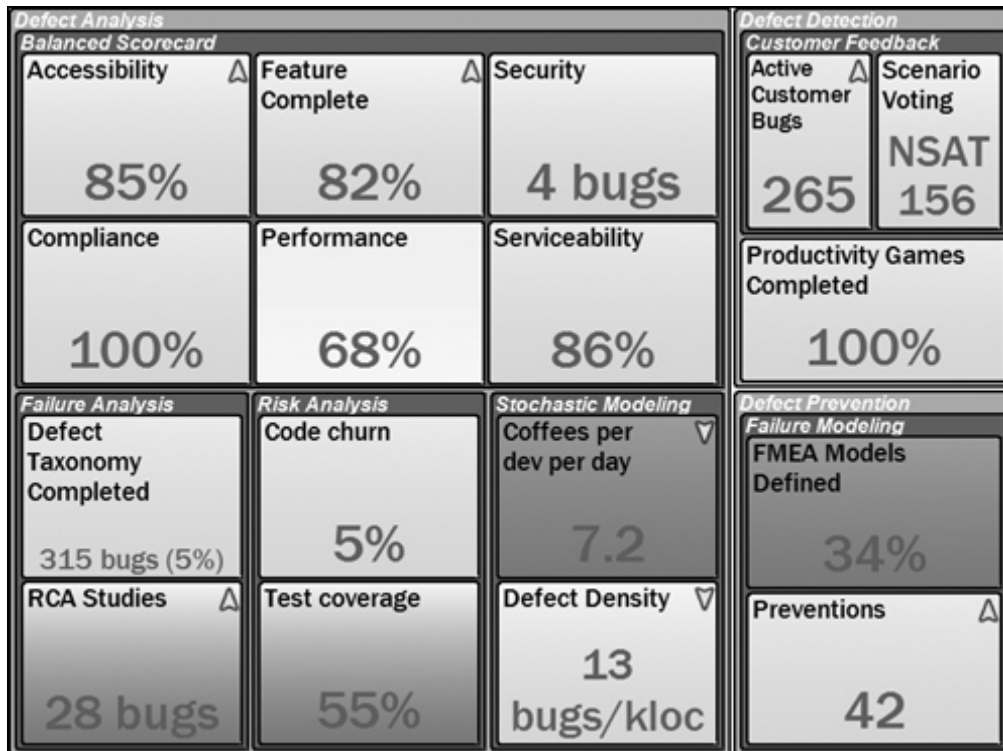 Defect Analysis
Balanced Scorecard
Accessibility
85%
Feature
Complete
82%
Security
4 bugs
Compliance
100%
Performance
68%
Serviceability
86%
Failure Analysis
Defect
Taxonomy
Completed
315 bugs (5%)
RCA Studies
28 bugs
Risk Analysis
Code churn
5%
Test coverage
55%
Stochastic Modeling
Coffees per
dev per day
7.2
Defect Density
13
bugs/kloc
Defect Detection
Customer Feedback
Active
Customer
Bugs
265
Scenario
Voting
NSAT
156
Productivity Games
Completed
100%
Defect Prevention
Failure Modeling
FMEA Models
Defined
34%
Preventions
42